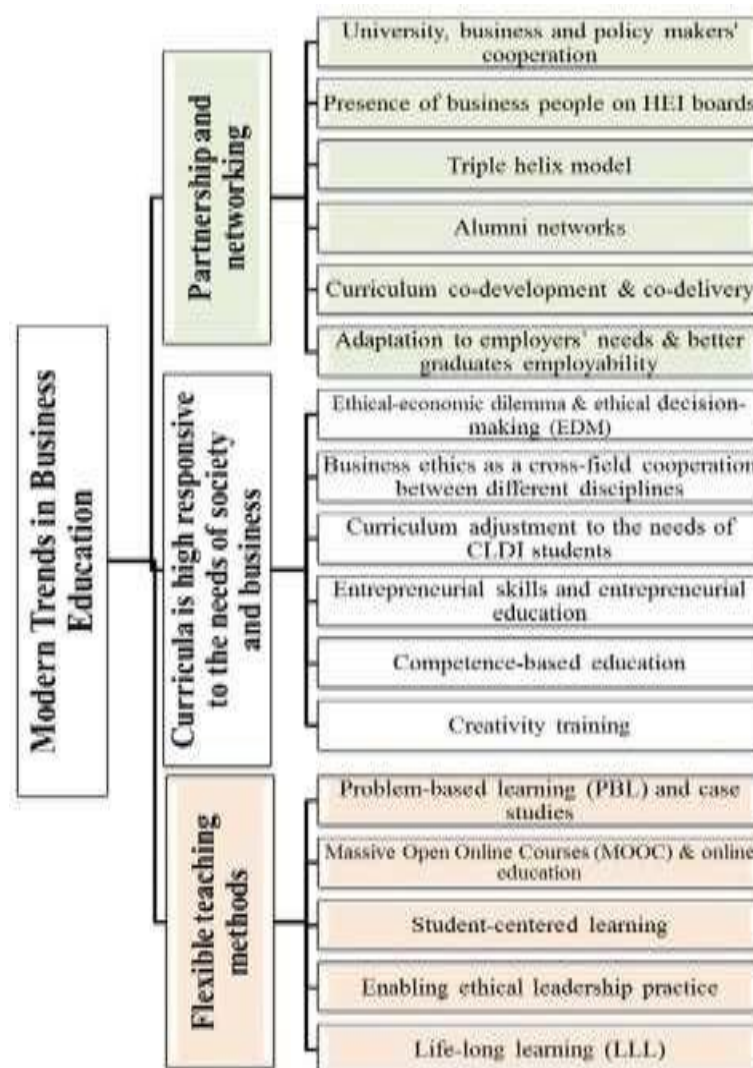 Modern Trends in Business
Education
Partnership and
networking
University, business and policy makers'
cooperation
Presence of business people on HEI boards
Triple helix model
Alumni networks
Curriculum co-development & co-delivery
Adaptation to employers' needs & better
graduates employability
Curricula is high responsive
to the needs of society
and business
Ethical-economic dilemma & ethical decision-
making (EDM)
Business ethics as a cross-field cooperation
between different disciplines
Curriculum adjustment to the needs of
CLDI students
Entrepreneurial skills and entrepreneurial
education
Competence-based education
Creativity training
Flexible teaching
methods
Problem-based learning (PBL) and case
studies
Massive Open Online Courses (MOOC) & online
education
Student-centered learning
Enabling ethical leadership practice
Life-long learning (LLL)